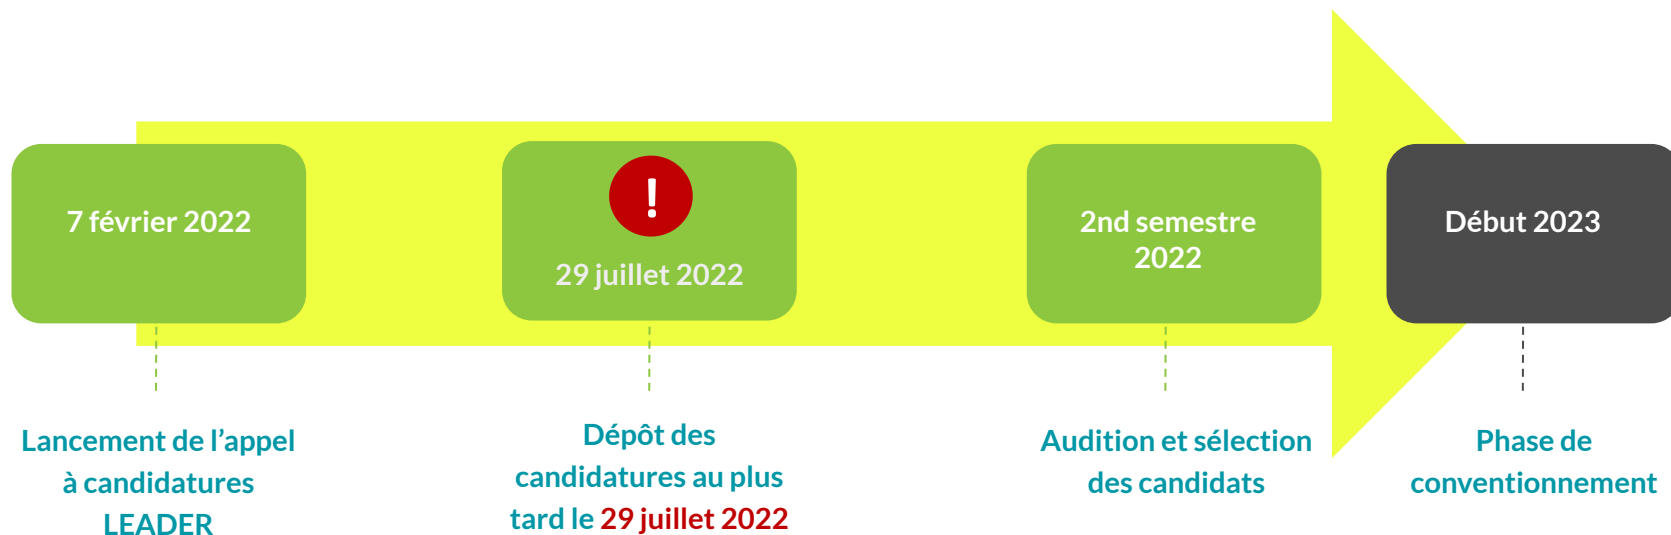 7 février 2022
!
29 juillet 2022
2nd semestre
2022
Début 2023
Lancement de l’appel
à candidatures
LEADER
Dépôt des
candidatures au plus
tard le 29 juillet 2022
Audition et sélection
des candidats
Phase de
conventionnement